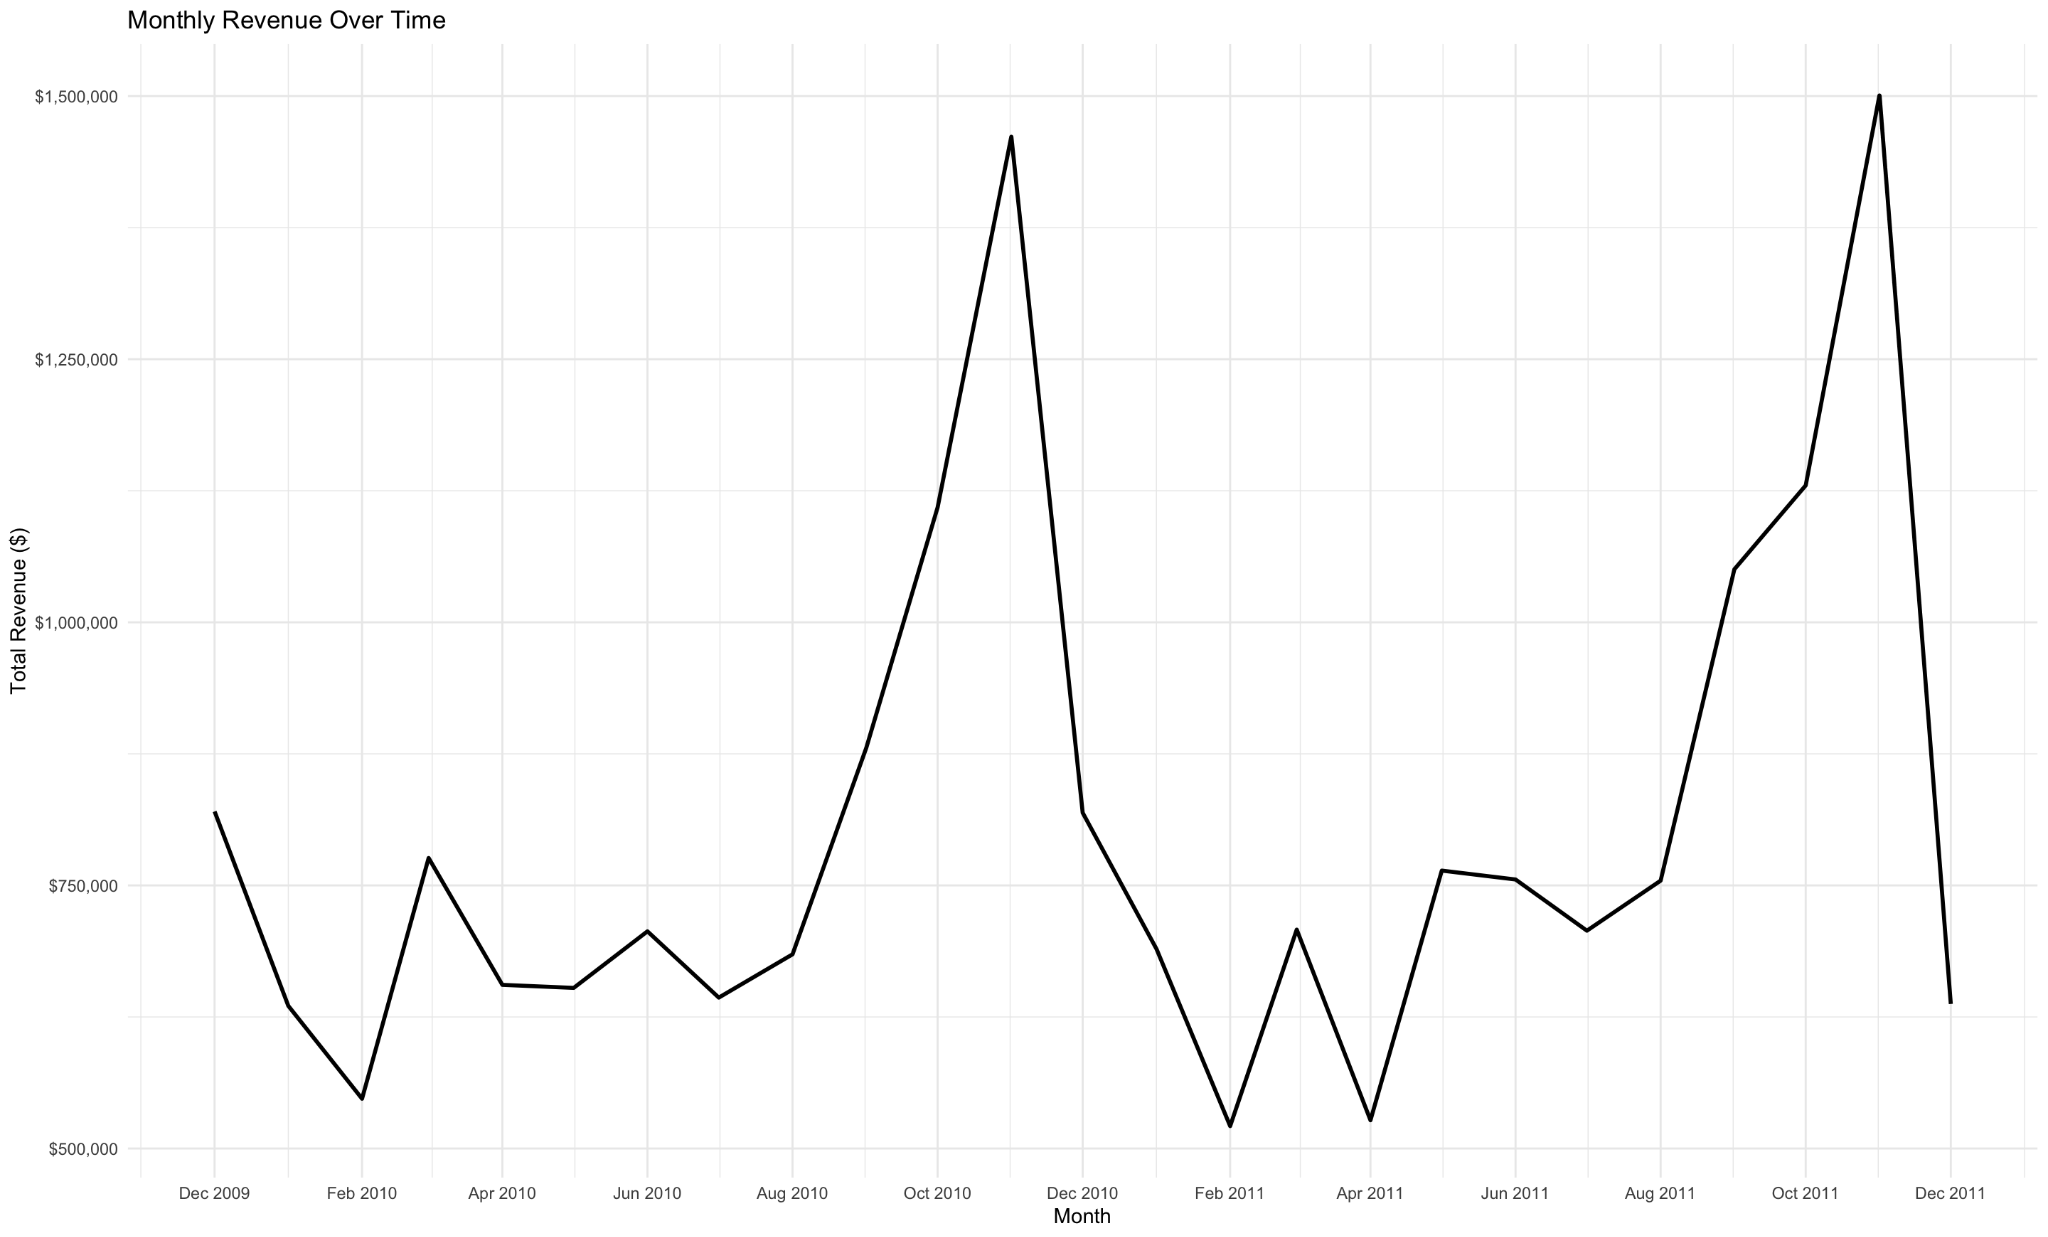 Monthly Revenue Over Time
Total Revenue ($)
$1,500,000
$1,250,000
$1,000,000
$750,000
$500,000
Dec 2009 Feb 2010 Apr 2010 Jun 2010 Aug 2010 Oct 2010 Dec 2010 Feb 2011 Apr 2011 Jun 2011 Aug 2011 Oct 2011 Dec 2011
Month